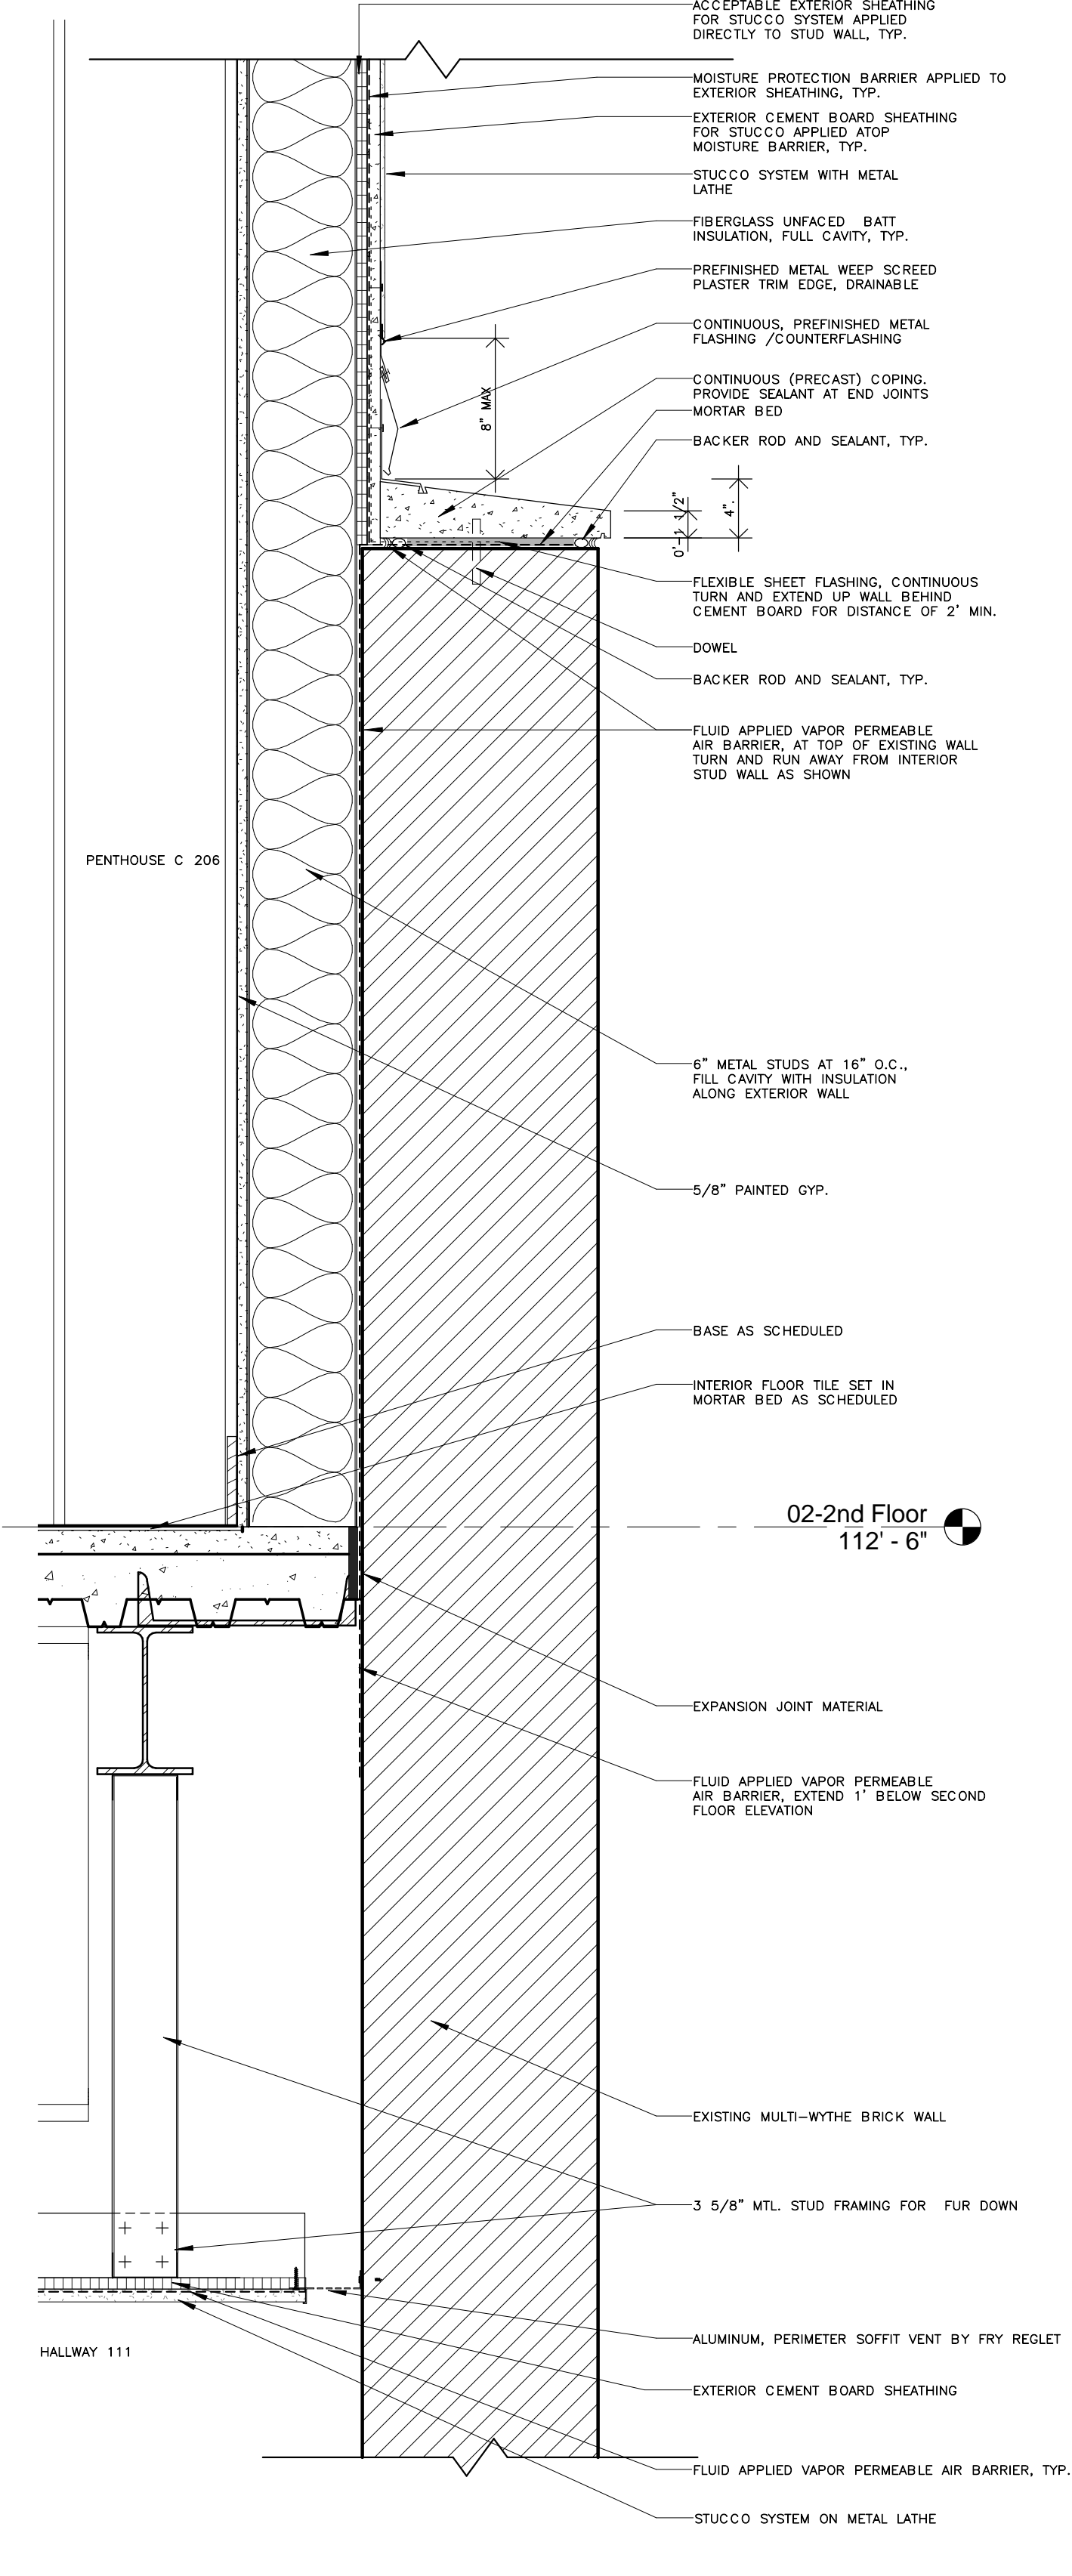 ACCEPTABLE EXTERIOR SHEATHING
FOR STUCCO SYSTEM APPLIED
DIRECTLY TO STUD WALL, TYP.
MOISTURE PROTECTION BARRIER APPLIED TO
EXTERIOR SHEATHING, TYP.
EXTERIOR CEMENT BOARD SHEATHING
FOR STUCCO APPLIED ATOP
MOISTURE BARRIER, TYP.
STUCCO SYSTEM WITH METAL
LATHE
FIBERGLASS UNFACED BATT
INSULATION, FULL CAVITY, TYP.
PREFINISHED METAL WEEP SCREED
PLASTER TRIM EDGE, DRAINABLE
CONTINUOUS, PREFINISHED METAL
FLASHING /COUNTERFLASHING
8" MAX
CONTINUOUS (PRECAST) COPING.
PROVIDE SEALANT AT END JOINTS
MORTAR BED
BACKER ROD AND SEALANT, TYP.
0'-1 1/2"
4".
FLEXIBLE SHEET FLASHING, CONTINUOUS
TURN AND EXTEND UP WALL BEHIND
CEMENT BOARD FOR DISTANCE OF 2' MIN.
DOWEL
BACKER ROD AND SEALANT, TYP.
FLUID APPLIED VAPOR PERMEABLE
AIR BARRIER, AT TOP OF EXISTING WALL
TURN AND RUN AWAY FROM INTERIOR
STUD WALL AS SHOWN
PENTHOUSE C 206
6" METAL STUDS AT 16" O.C.,
FILL CAVITY WITH INSULATION
ALONG EXTERIOR WALL
5/8" PAINTED GYP.
BASE AS SCHEDULED
INTERIOR FLOOR TILE SET IN
MORTAR BED AS SCHEDULED
02-2nd Floor
112' - 6"
EXPANSION JOINT MATERIAL
FLUID APPLIED VAPOR PERMEABLE
AIR BARRIER, EXTEND 1' BELOW SECOND
FLOOR ELEVATION
EXISTING MULTI-WYTHE BRICK WALL
3 5/8" MTL. STUD FRAMING FOR FUR DOWN
ALUMINUM, PERIMETER SOFFIT VENT BY FRY REGLET
HALLWAY 111
EXTERIOR CEMENT BOARD SHEATHING
FLUID APPLIED VAPOR PERMEABLE AIR BARRIER, TYP.
STUCCO SYSTEM ON METAL LATHE